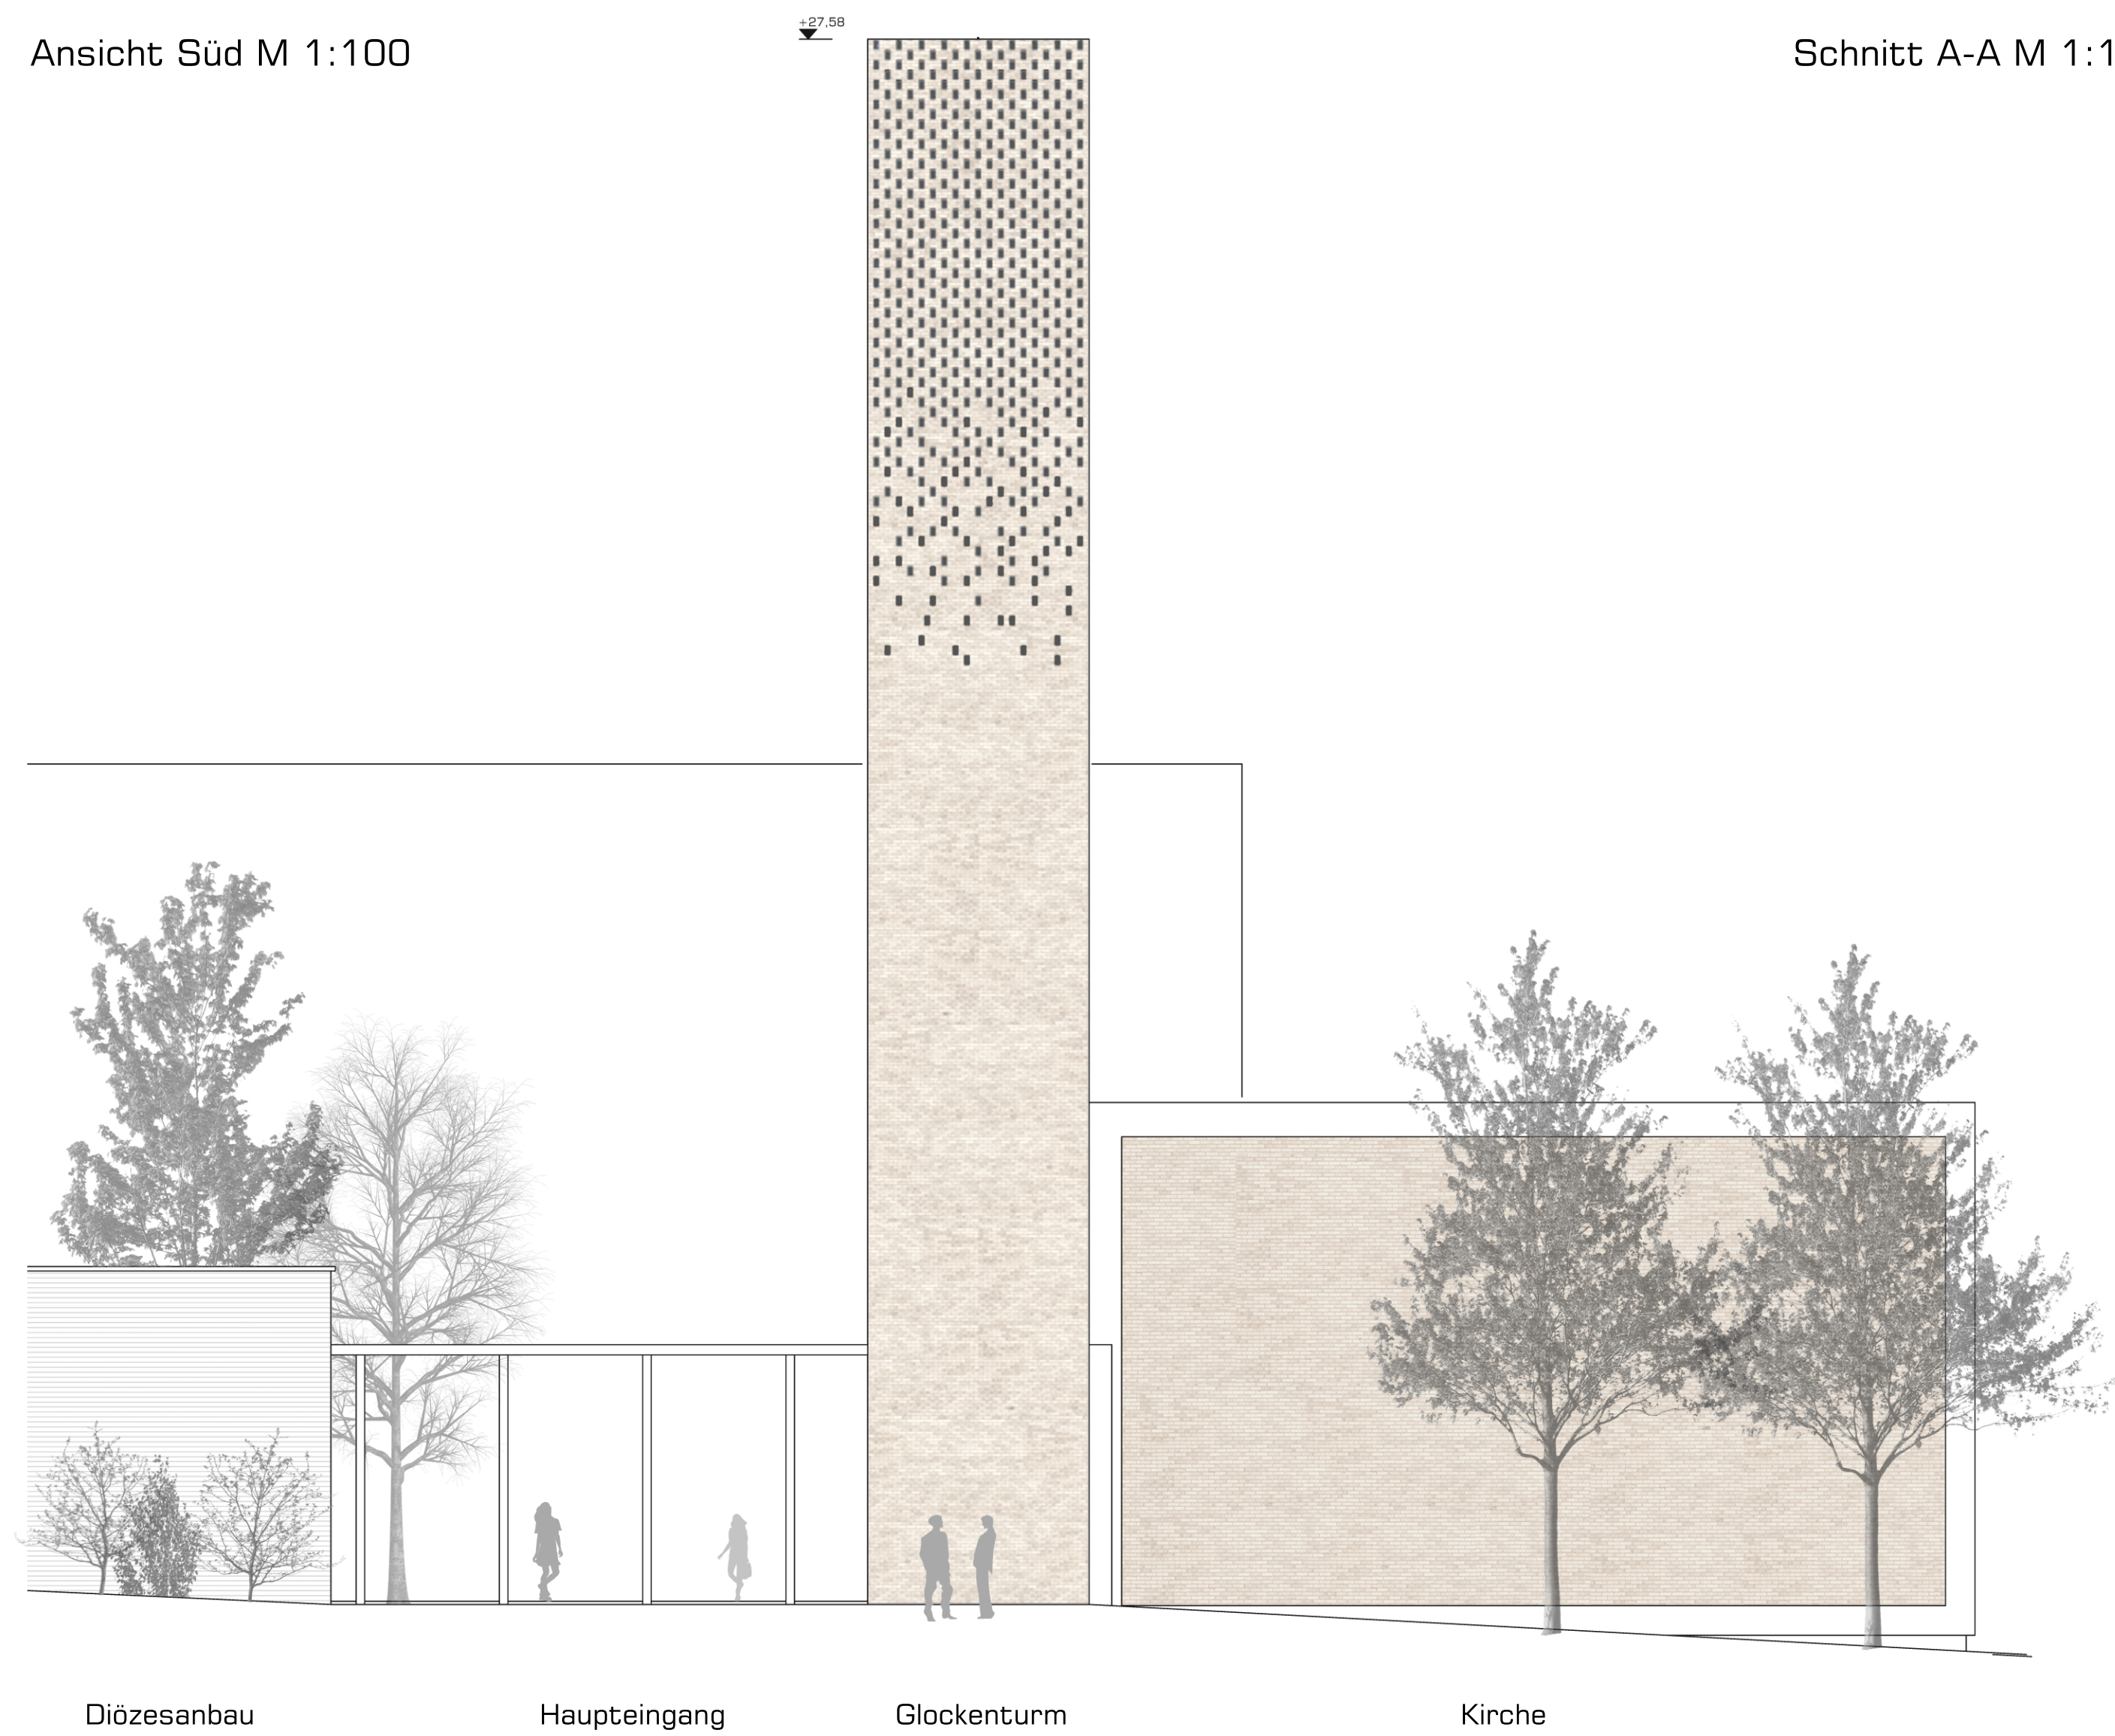 +27,58
Ansicht Süd M 1:100
Schnitt A-A M 1:1
Diözesanbau
Haupteingang
Glockenturm
Kirche